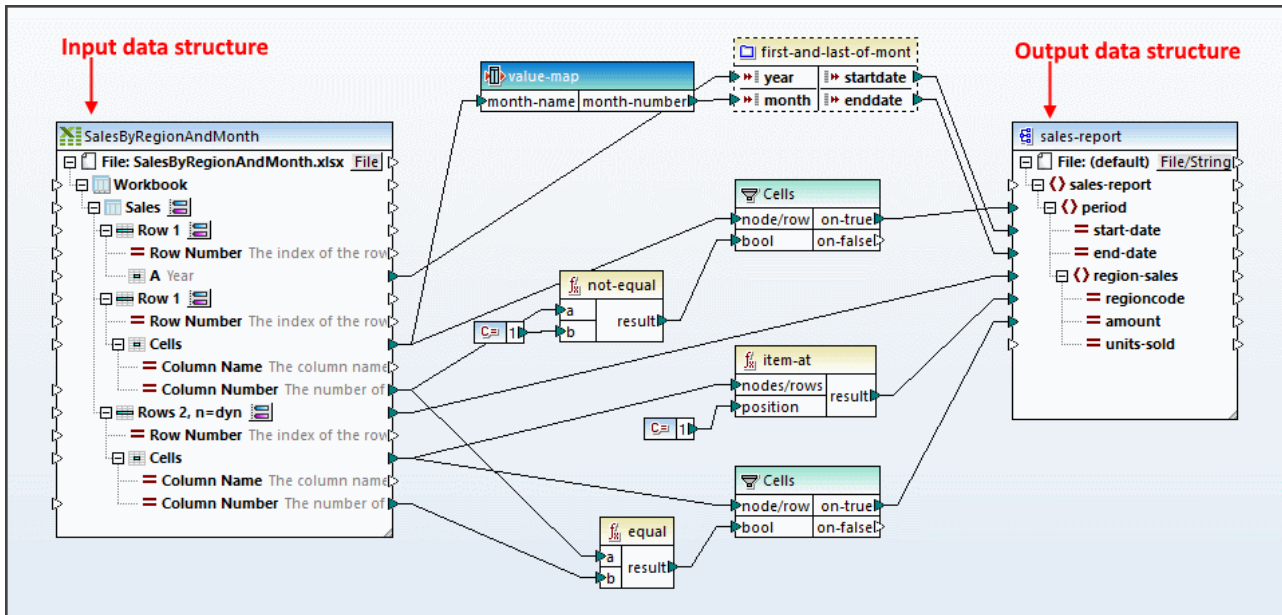 Input data structure
Output data structure
SalesByRegionAndMonth
File: SalesByRegionAndMonth.xlsx File
Workbook
Sales
Row 1
Row Number The index of the row
A Year
Row 1
Row Number The index of the row
Cells
Column Name The column name
Column Number The number of
Rows 2, n=dyn
Row Number The index of the row
Cells
Column Name The column name
Column Number The number of
value-map
month-name month-number
first-and-last-of-mont
year startdate
month enddate
Cells
node/row on-true
bool on-false
not-equal
a
b
result
C= 1
item-at
nodes/rows
position
result
C= 1
Cells
node/row on-true
bool on-false
equal
a
b
result
sales-report
File: (default) File/String
sales-report
period
start-date
end-date
region-sales
regioncode
amount
units-sold